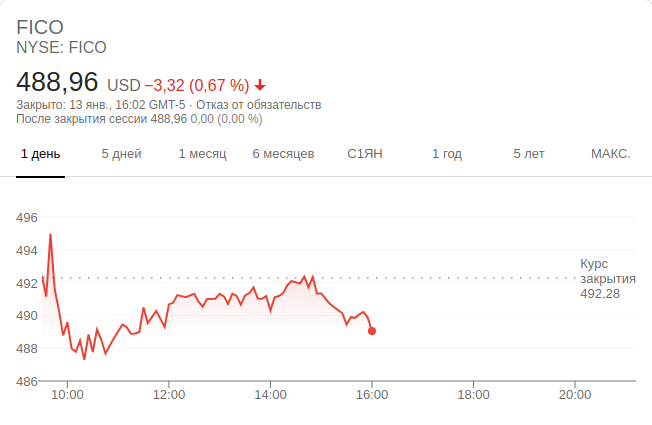 FICO
NYSE: FICO
488,96 USD −3,32 (0,67 %)
Закрыто: 13 янв., 16:02 GMT-5 · Отказ от обязательств
После закрытия сессии 488,96 0,00 (0,00 %)
1 день 5 дней 1 месяц 6 месяцев С1ЯН 1 год 5 лет МАКС.
496
494
Курс
закрытия
492
492,28
490
488
486
10:00 12:00 14:00 16:00 18:00 20:00